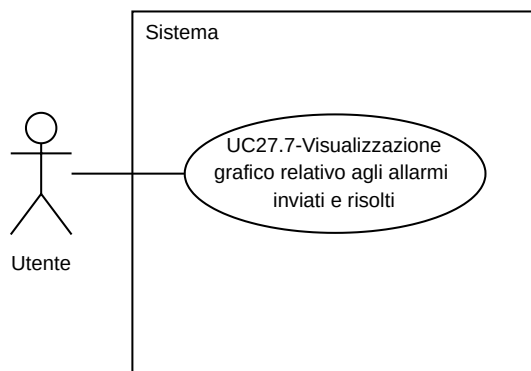 Sistema
UC27.7-Visualizzazione
grafico relativo agli allarmi
inviati e risolti
Utente